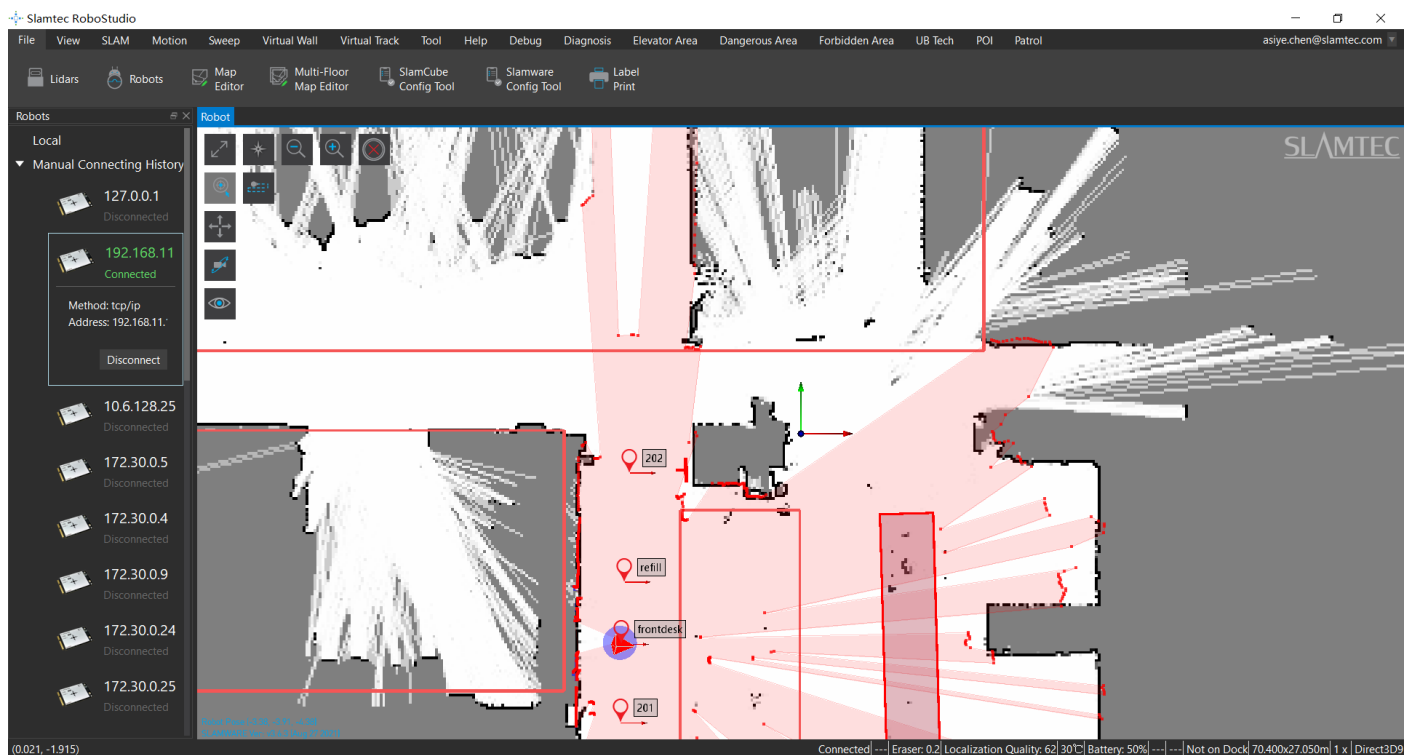 Slamtec RoboStudio
File View SLAM Motion Sweep Virtual Wall Virtual Track Tool Help Debug Diagnosis Elevator Area Dangerous Area Forbidden Area UB Tech POI Patrol asiye.chen@slamtec.com
Lidars Robots Map Editor Multi-Floor Map Editor SlamCube Config Tool Slamware Config Tool Label Print
Robots
Robot
Local
Manual Connecting History
SLAMTEC
127.0.0.1
Disconnected
192.168.11
Connected
Method: tcp/ip
Address: 192.168.11.
Disconnect
10.6.128.25
Disconnected
172.30.0.5
Disconnected
172.30.0.4
Disconnected
172.30.0.9
Disconnected
172.30.0.24
Disconnected
172.30.0.25
Disconnected
202
refill
frontdesk
201
(0.021, -1.915)
Connected --- Eraser: 0.2 Localization Quality: 62 30℃ Battery: 50% --- --- Not on Dock 70.400x27.050m 1 x Direct3D9